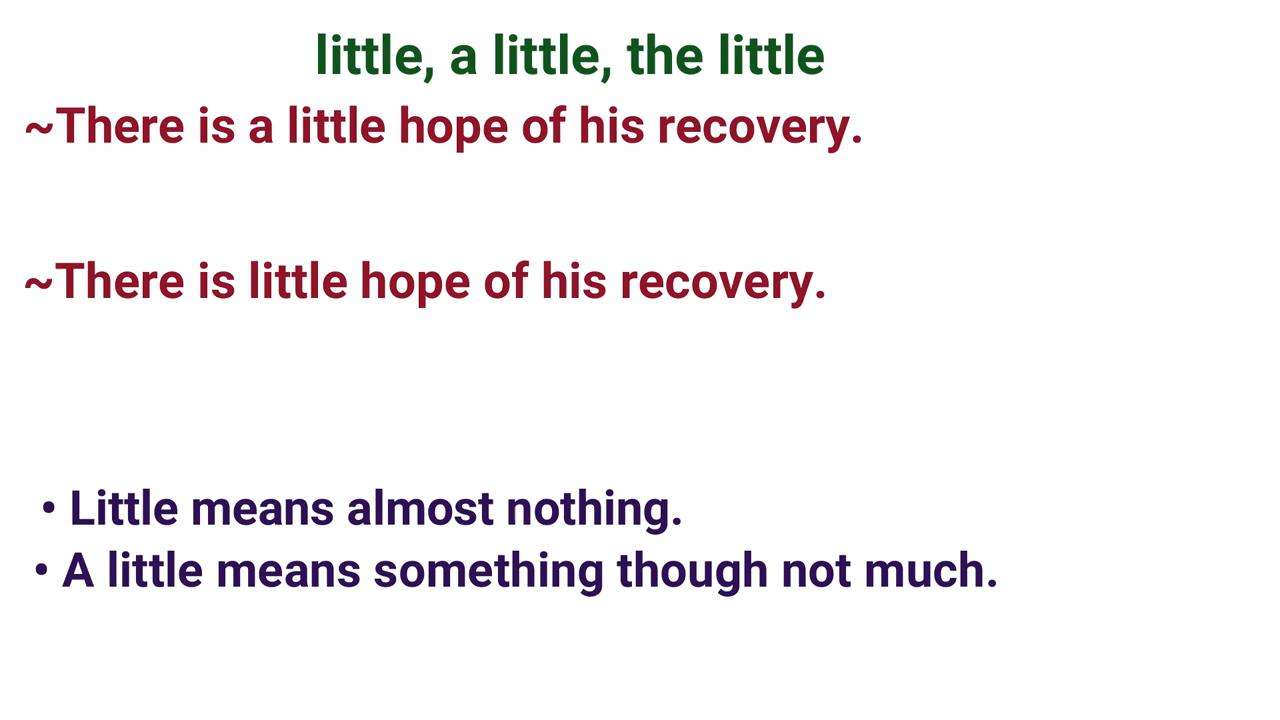 little, a little, the little
~There is a little hope of his recovery.
~There is little hope of his recovery.
• Little means almost nothing.
• A little means something though not much.